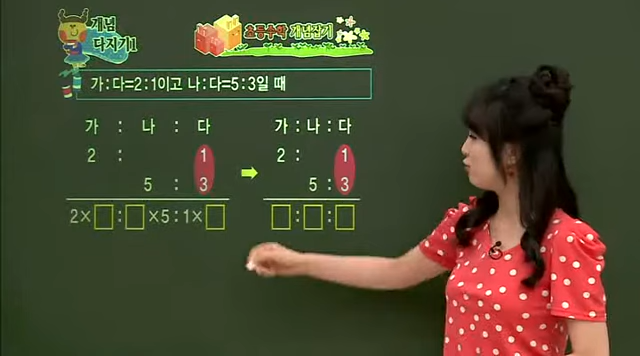 개념
다지기1
초등수학 개념잡기
가:다=2:1이고 나:다=5:3일 때
가 : 나 : 다
2 : 1
5 : 3
2×□:□×5:1×□
가:나:다
2: 1
5:3
□:□:□